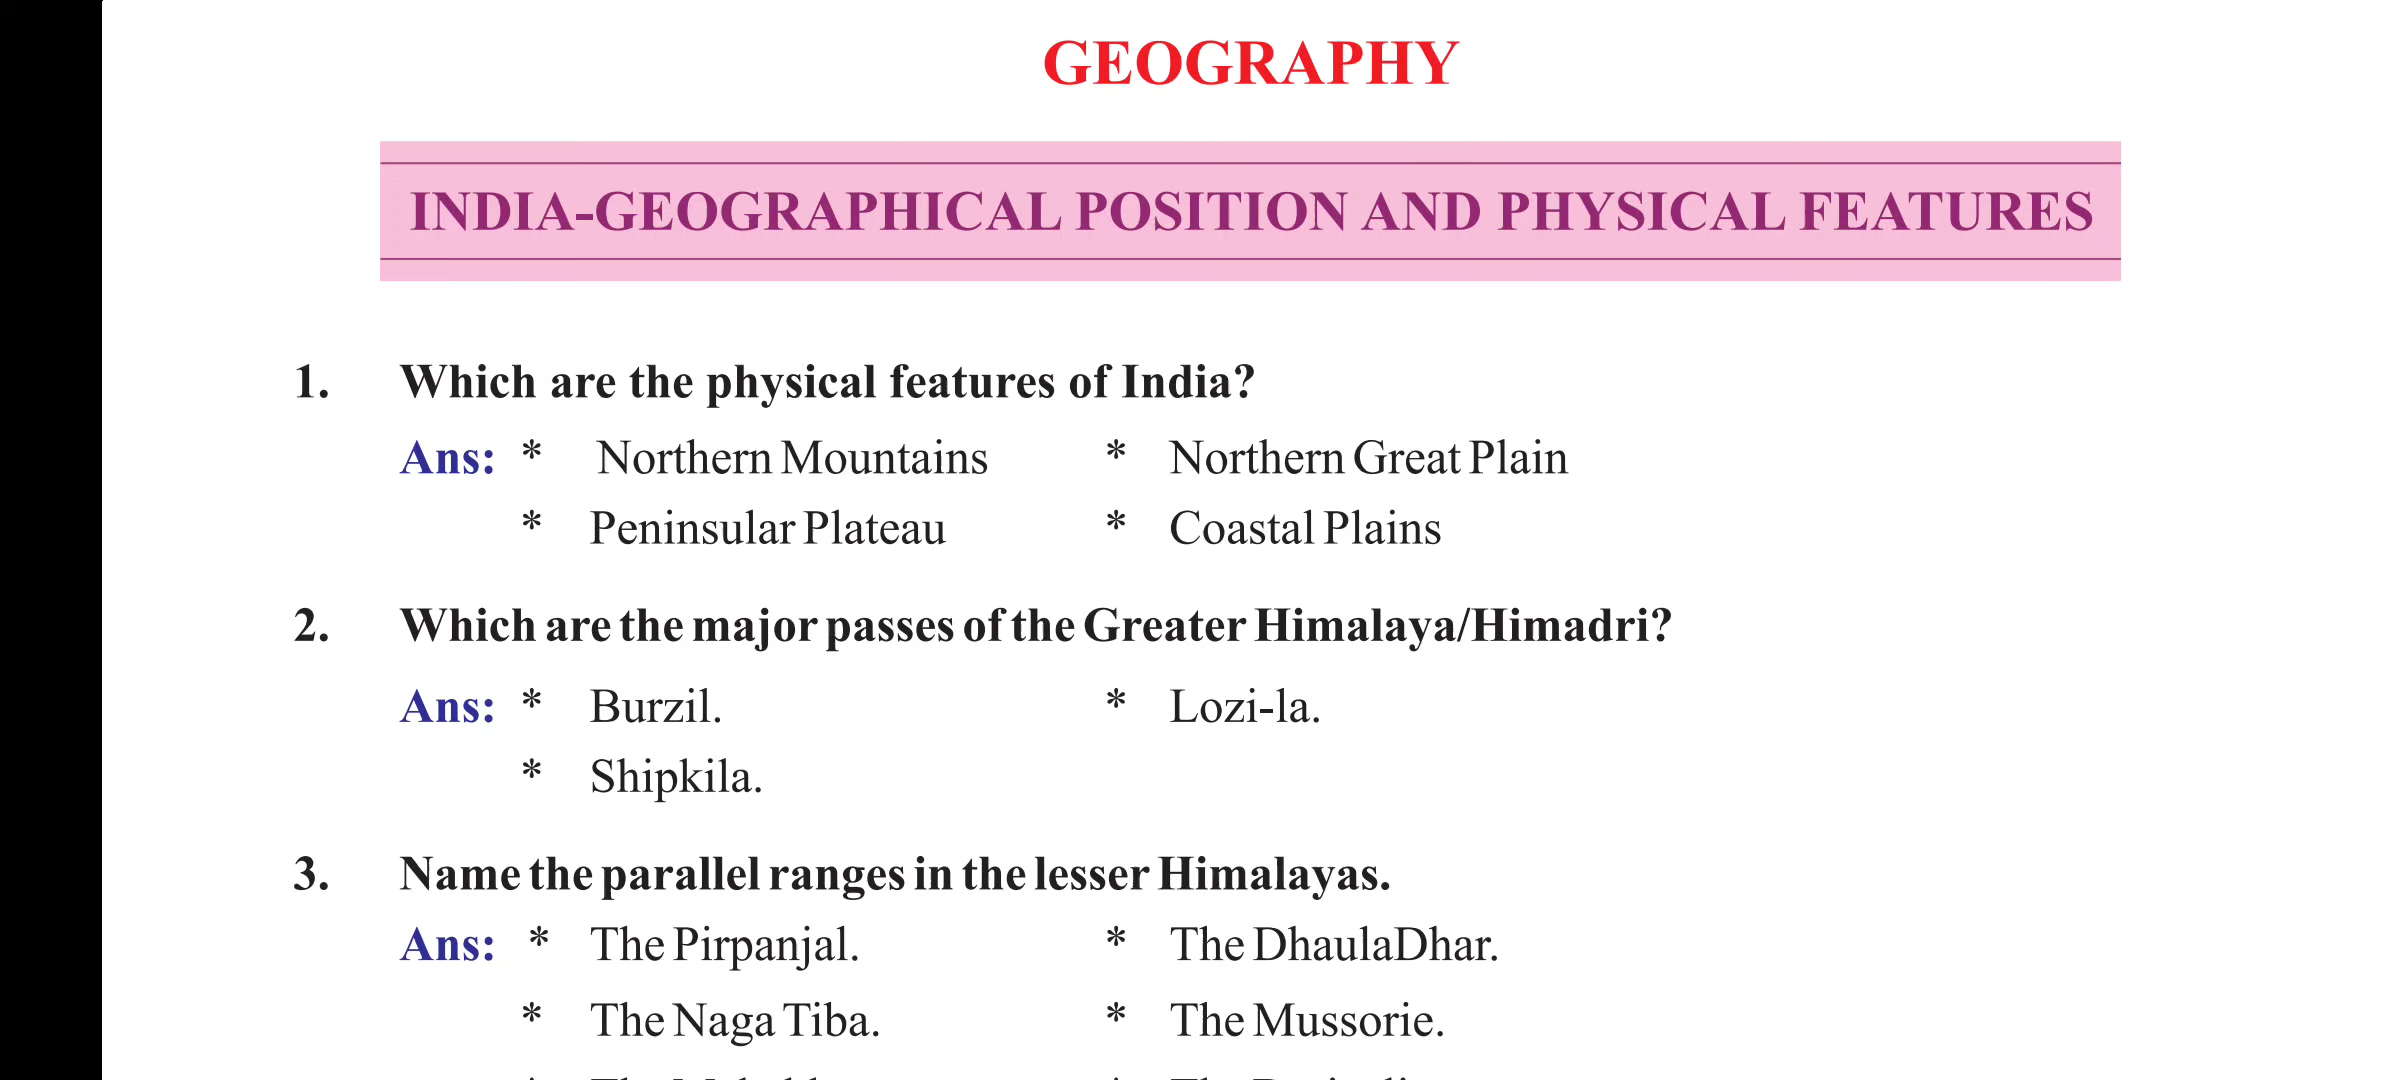 GEOGRAPHY
INDIA-GEOGRAPHICAL POSITION AND PHYSICAL FEATURES
1. Which are the physical features of India?
Ans: * Northern Mountains * Northern Great Plain
* Peninsular Plateau * Coastal Plains
2. Which are the major passes of the Greater Himalaya/Himadri?
Ans: * Burzil. * Lozi-la.
* Shipkila.
3. Name the parallel ranges in the lesser Himalayas.
Ans: * The Pirpanjal. * The DhaulaDhar.
* The Naga Tiba. * The Mussorie.